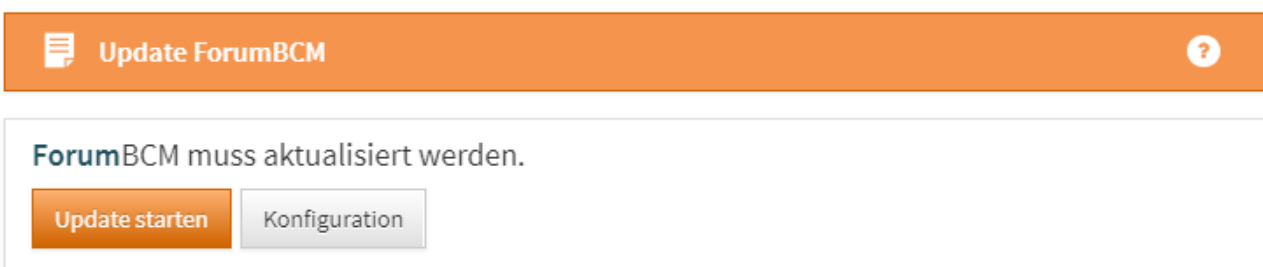 Update ForumBCM
?
ForumBCM muss aktualisiert werden.
Update starten
Konfiguration